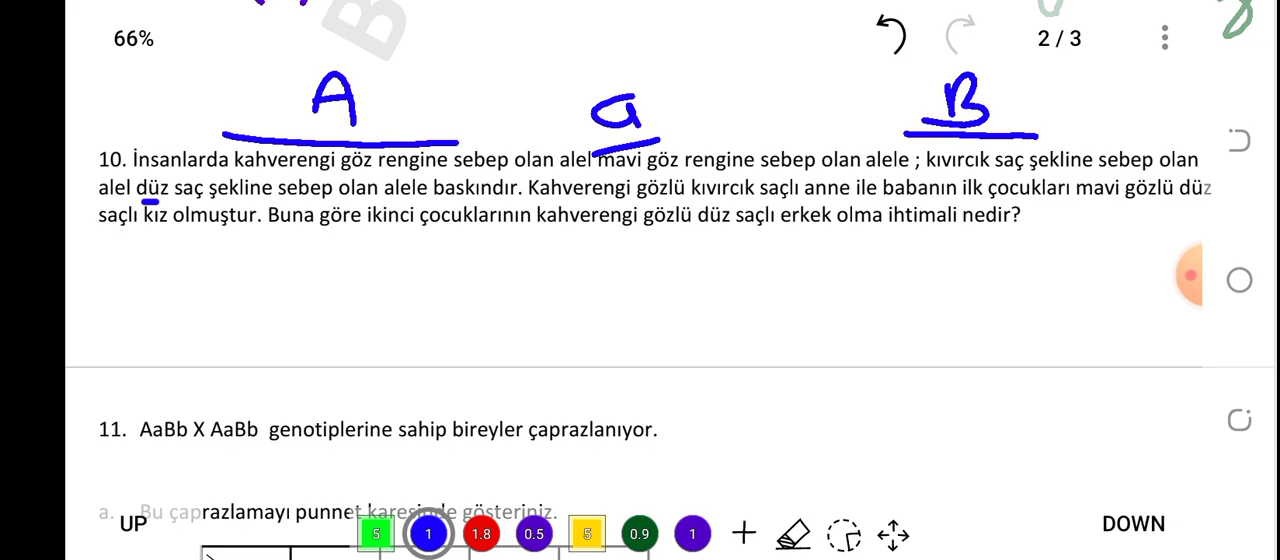 B
66%
2 / 3
A a B
10. İnsanlarda kahverengi göz rengine sebep olan alel mavi göz rengine sebep olan alele ; kıvırcık saç şekline sebep olan
alel düz saç şekline sebep olan alele baskındır. Kahverengi gözlü kıvırcık saçlı anne ile babanın ilk çocukları mavi gözlü düz
saçlı kız olmuştur. Buna göre ikinci çocuklarının kahverengi gözlü düz saçlı erkek olma ihtimali nedir?
11. AaBb X AaBb genotiplerine sahip bireyler çaprazlanıyor.
a. Bu çaprazlamayı punnet karesinde gösteriniz.
UP
5 1 1.8 0.5 5 0.9 1
DOWN